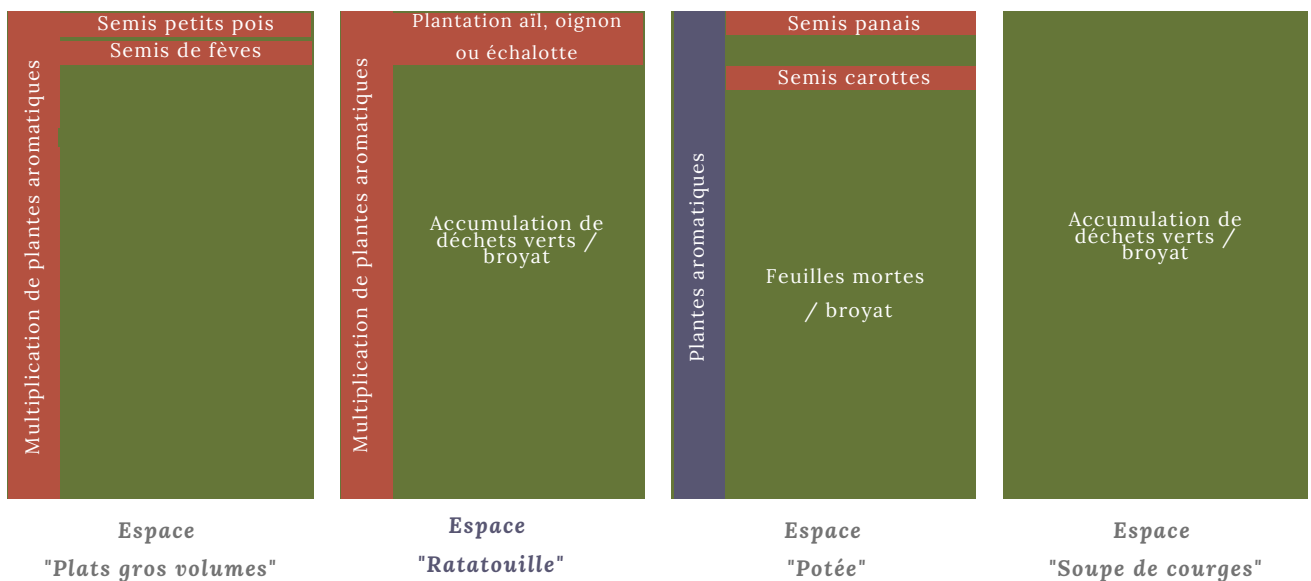 Multiplication de plantes aromatiques
Semis petits pois
Semis de fèves
Espace
"Plats gros volumes"
Multiplication de plantes aromatiques
Plantation aïl, oignon
ou échalotte
Accumulation de
déchets verts /
broyat
Espace
"Ratatouille"
Plantes aromatiques
Semis panais
Semis carottes
Feuilles mortes
/ broyat
Espace
"Potée"
Accumulation de
déchets verts /
broyat
Espace
"Soupe de courges"